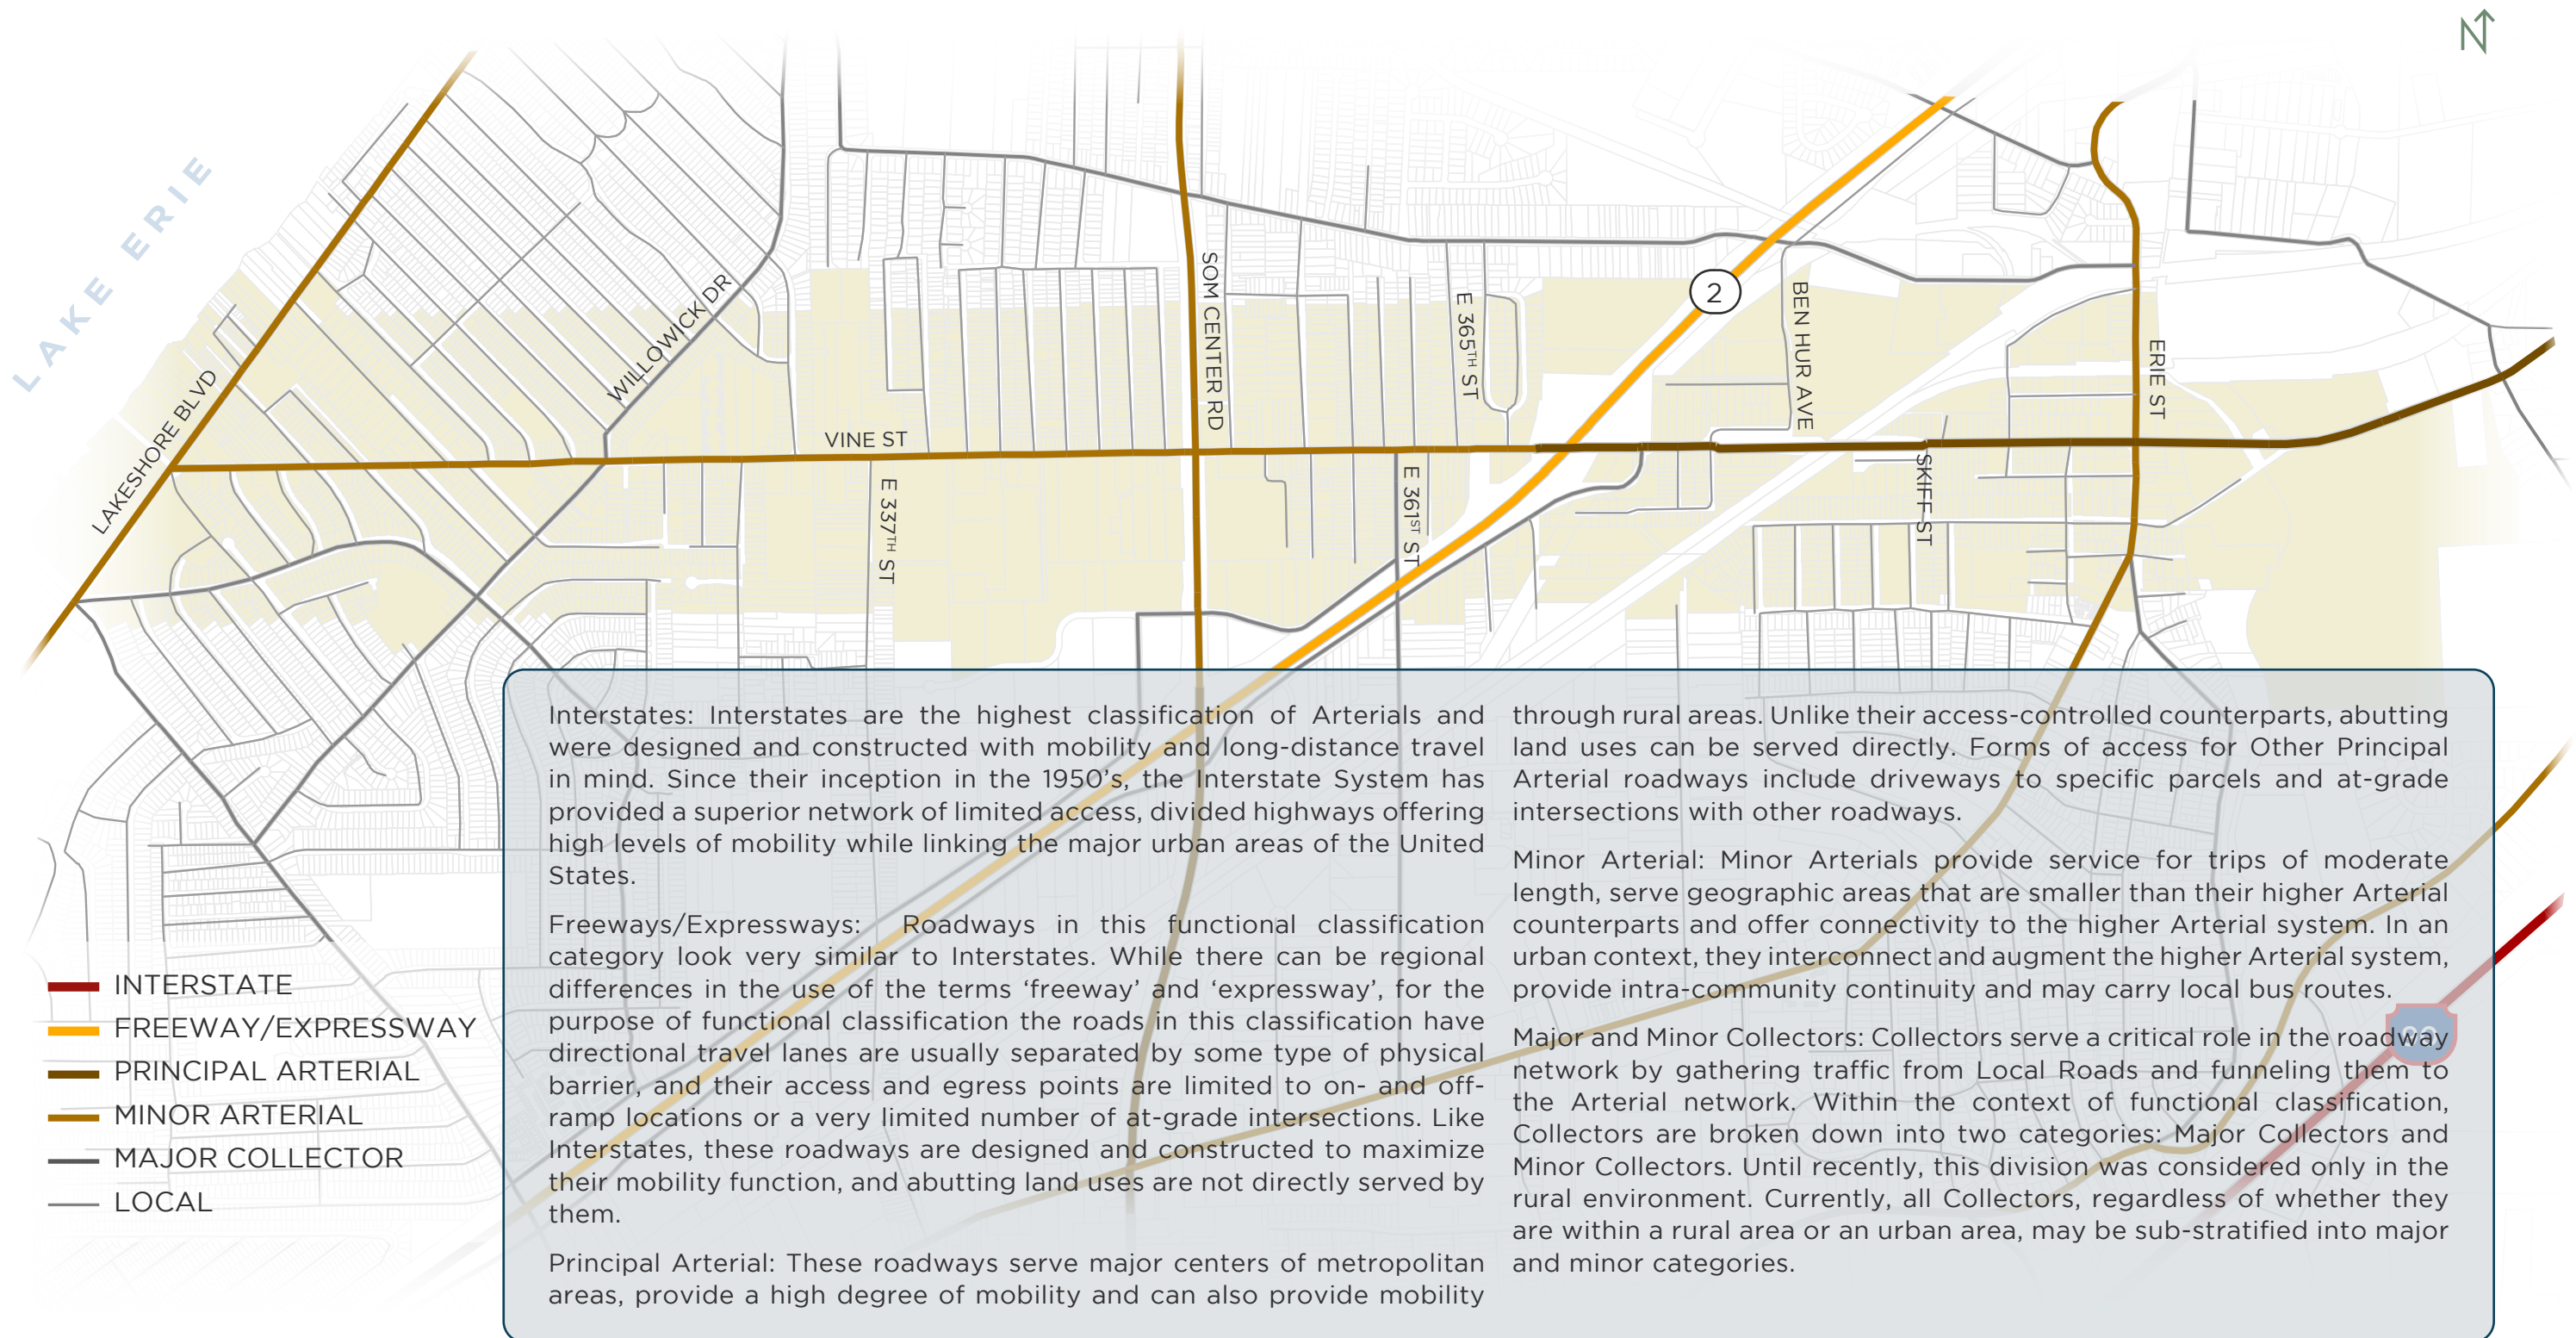 N
LAKE ERIE
LAKESHORE BLVD
WILLOWICK DR
VINE ST
E 337TH ST
SOM CENTER RD
E 361ST ST
E 365TH ST
2
BEN HUR AVE
SKIFF ST
ERIE ST
INTERSTATE
FREEWAY/EXPRESSWAY
PRINCIPAL ARTERIAL
MINOR ARTERIAL
MAJOR COLLECTOR
LOCAL
Interstates: Interstates are the highest classification of Arterials and
were designed and constructed with mobility and long-distance travel
in mind. Since their inception in the 1950's, the Interstate System has
provided a superior network of limited access, divided highways offering
high levels of mobility while linking the major urban areas of the United
States.
Freeways/Expressways: Roadways in this functional classification
category look very similar to Interstates. While there can be regional
differences in the use of the terms ‘freeway’ and ‘expressway’, for the
purpose of functional classification the roads in this classification have
directional travel lanes are usually separated by some type of physical
barrier, and their access and egress points are limited to on- and off-
ramp locations or a very limited number of at-grade intersections. Like
Interstates, these roadways are designed and constructed to maximize
their mobility function, and abutting land uses are not directly served by
them.
Principal Arterial: These roadways serve major centers of metropolitan
areas, provide a high degree of mobility and can also provide mobility
through rural areas. Unlike their access-controlled counterparts, abutting
land uses can be served directly. Forms of access for Other Principal
Arterial roadways include driveways to specific parcels and at-grade
intersections with other roadways.
Minor Arterial: Minor Arterials provide service for trips of moderate
length, serve geographic areas that are smaller than their higher Arterial
counterparts and offer connectivity to the higher Arterial system. In an
urban context, they interconnect and augment the higher Arterial system,
provide intra-community continuity and may carry local bus routes.
Major and Minor Collectors: Collectors serve a critical role in the roadway
network by gathering traffic from Local Roads and funneling them to
the Arterial network. Within the context of functional classification,
Collectors are broken down into two categories: Major Collectors and
Minor Collectors. Until recently, this division was considered only in the
rural environment. Currently, all Collectors, regardless of whether they
are within a rural area or an urban area, may be sub-stratified into major
and minor categories.